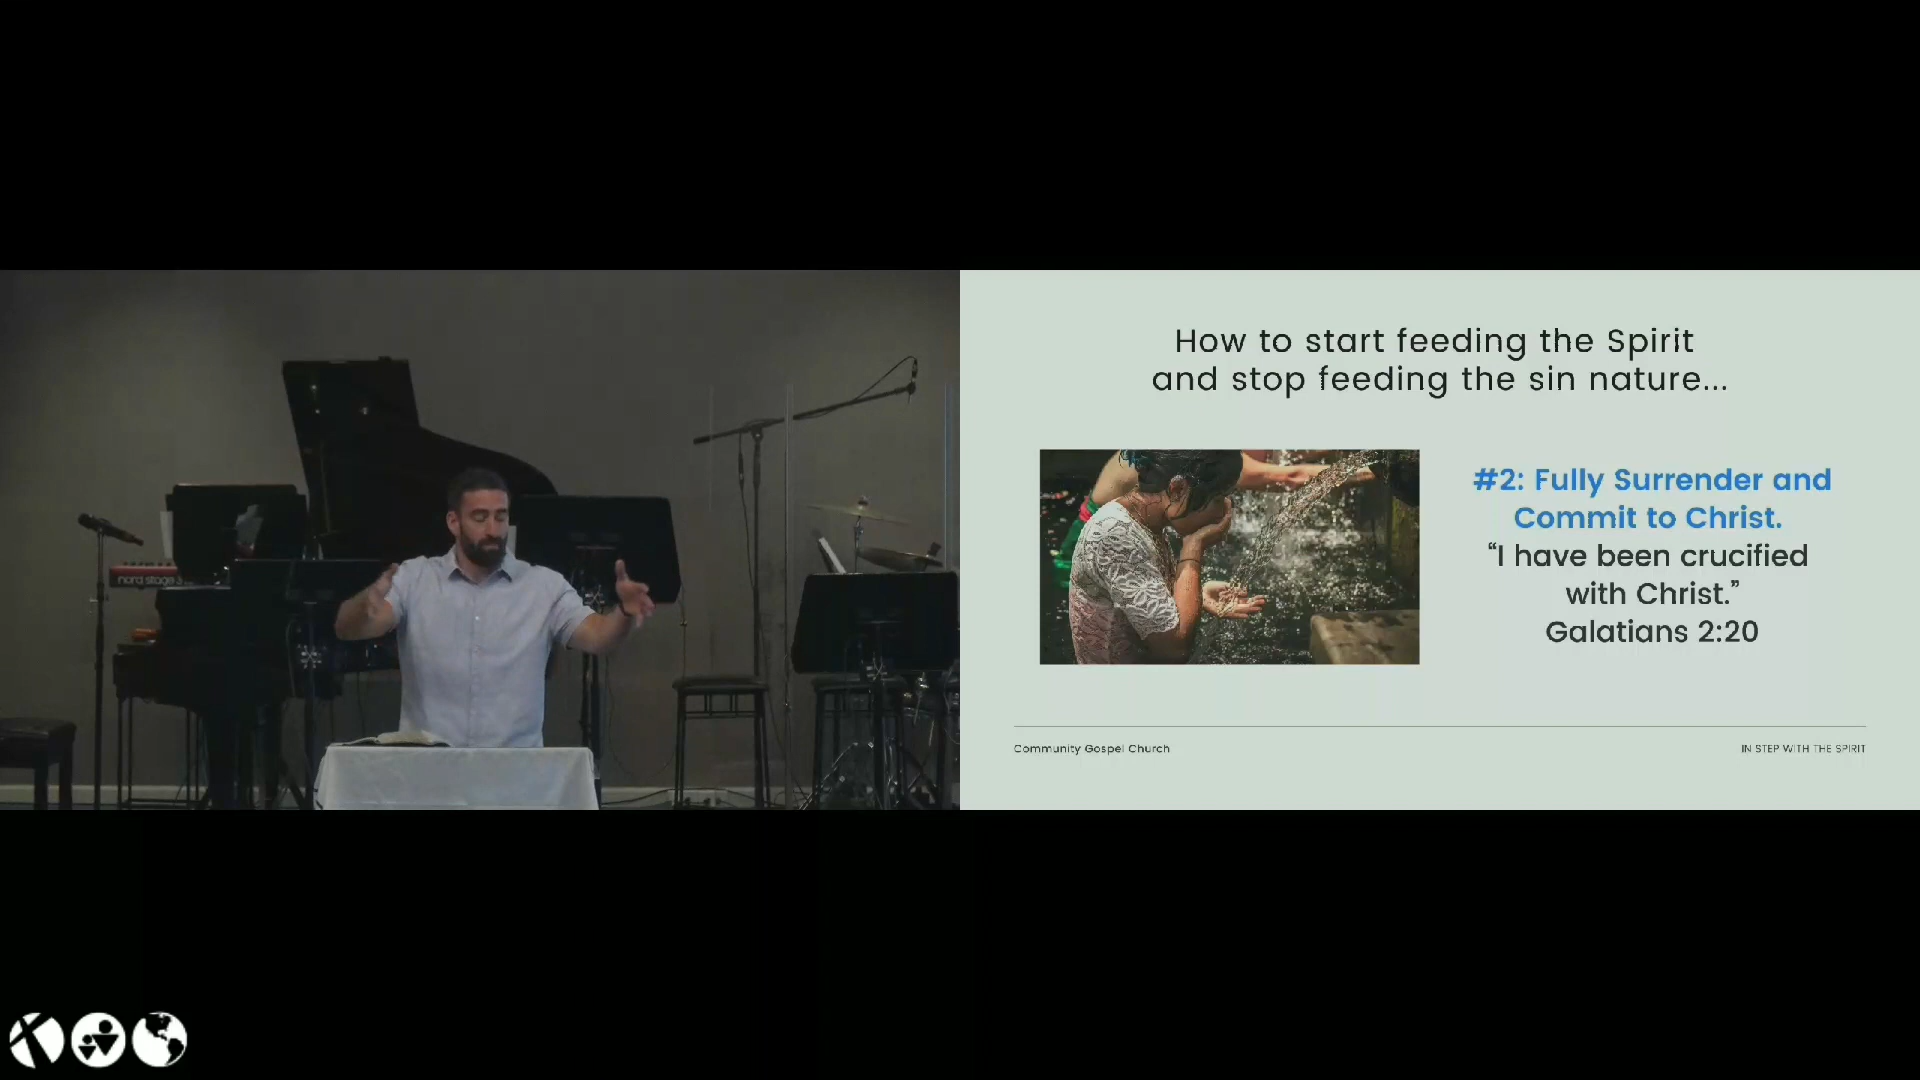 How to start feeding the Spirit
and stop feeding the sin nature...
#2: Fully Surrender and
Commit to Christ.
“I have been crucified
with Christ.”
Galatians 2:20
Community Gospel Church
IN STEP WITH THE SPIRIT
nord stage 3